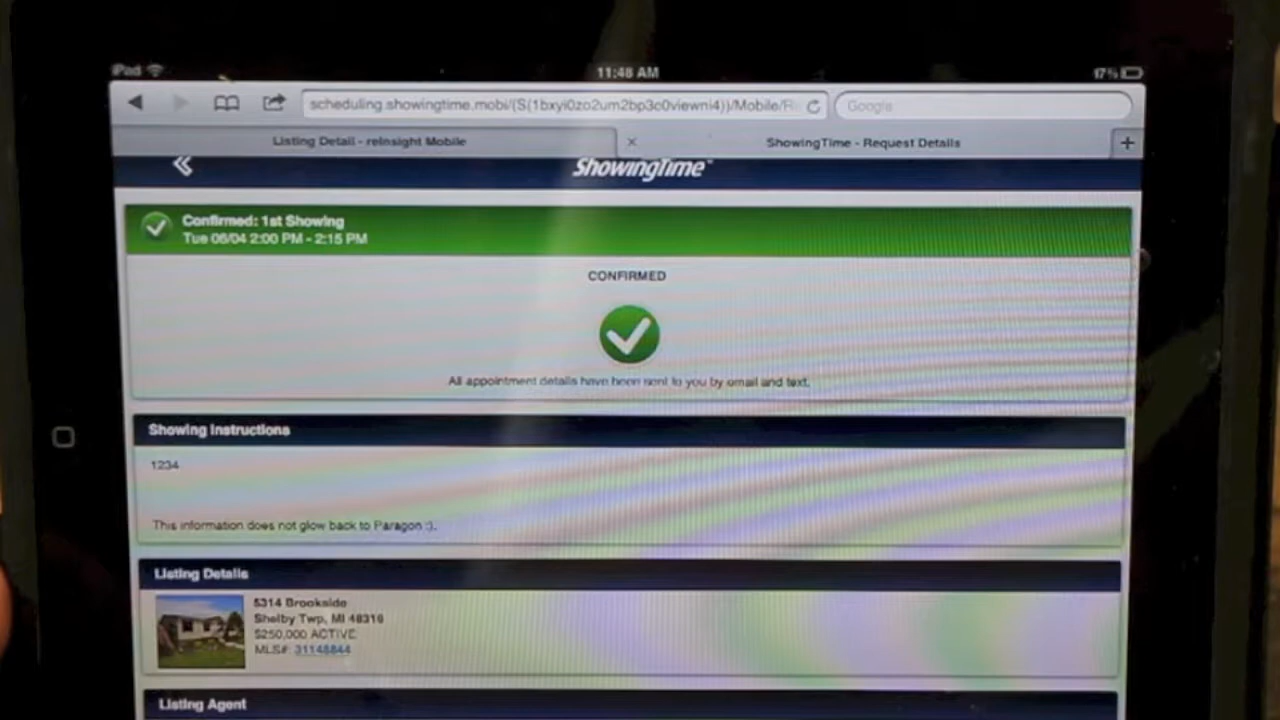 iPad 11:48 AM 17%
scheduling.showingtime.mobi/(S(1bxyi0zo2um2bp3c0viewni4))/Mobile/R Google
Listing Detail - reInsight Mobile × ShowingTime - Request Details +
ShowingTime™
Confirmed: 1st Showing
Tue 06/04 2:00 PM - 2:15 PM
CONFIRMED
All appointment details have been sent to you by email and text.
Showing Instructions
1234
This information does not glow back to Paragon :).
Listing Details
5314 Brookside
Shelby Twp, MI 48316
$250,000 ACTIVE
MLS#: 31148844
Listing Agent